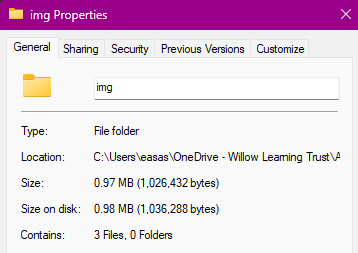 img Properties
General Sharing Security Previous Versions Customize
img
Type: File folder
Location: C:\Users\easas\OneDrive - Willow Learning Trust\A
Size: 0.97 MB (1,026,432 bytes)
Size on disk: 0.98 MB (1,036,288 bytes)
Contains: 3 Files, 0 Folders